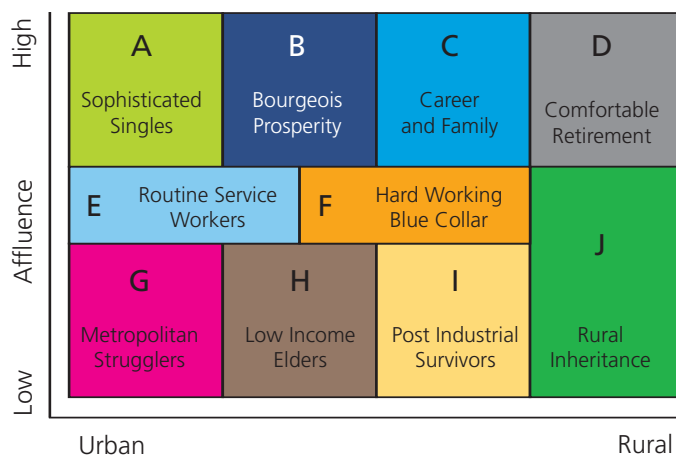 High
A
Sophisticated
Singles
B
Bourgeois
Prosperity
C
Career
and Family
D
Comfortable
Retirement
Affluence
E
Routine Service
Workers
F
Hard Working
Blue Collar
J
Rural
Inheritance
G
Metropolitan
Strugglers
H
Low Income
Elders
I
Post Industrial
Survivors
Low
Urban
Rural